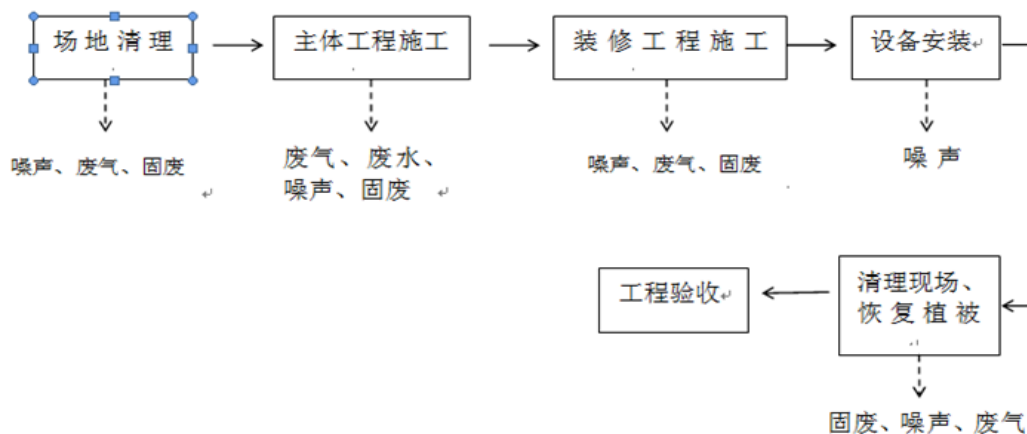 场地清理
主体工程施工
装修工程施工
设备安装
噪声、废气、固废
废气、废水、
噪声、固废
噪声、废气、固废
噪声
工程验收
清理现场、
恢复植被
固废、噪声、废气